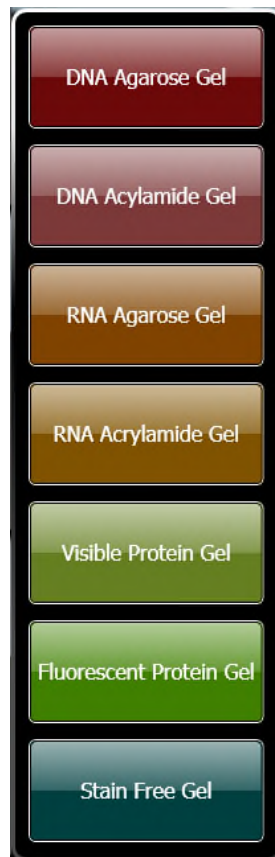 DNA Agarose Gel
DNA Acylamide Gel
RNA Agarose Gel
RNA Acrylamide Gel
Visible Protein Gel
Fluorescent Protein Gel
Stain Free Gel